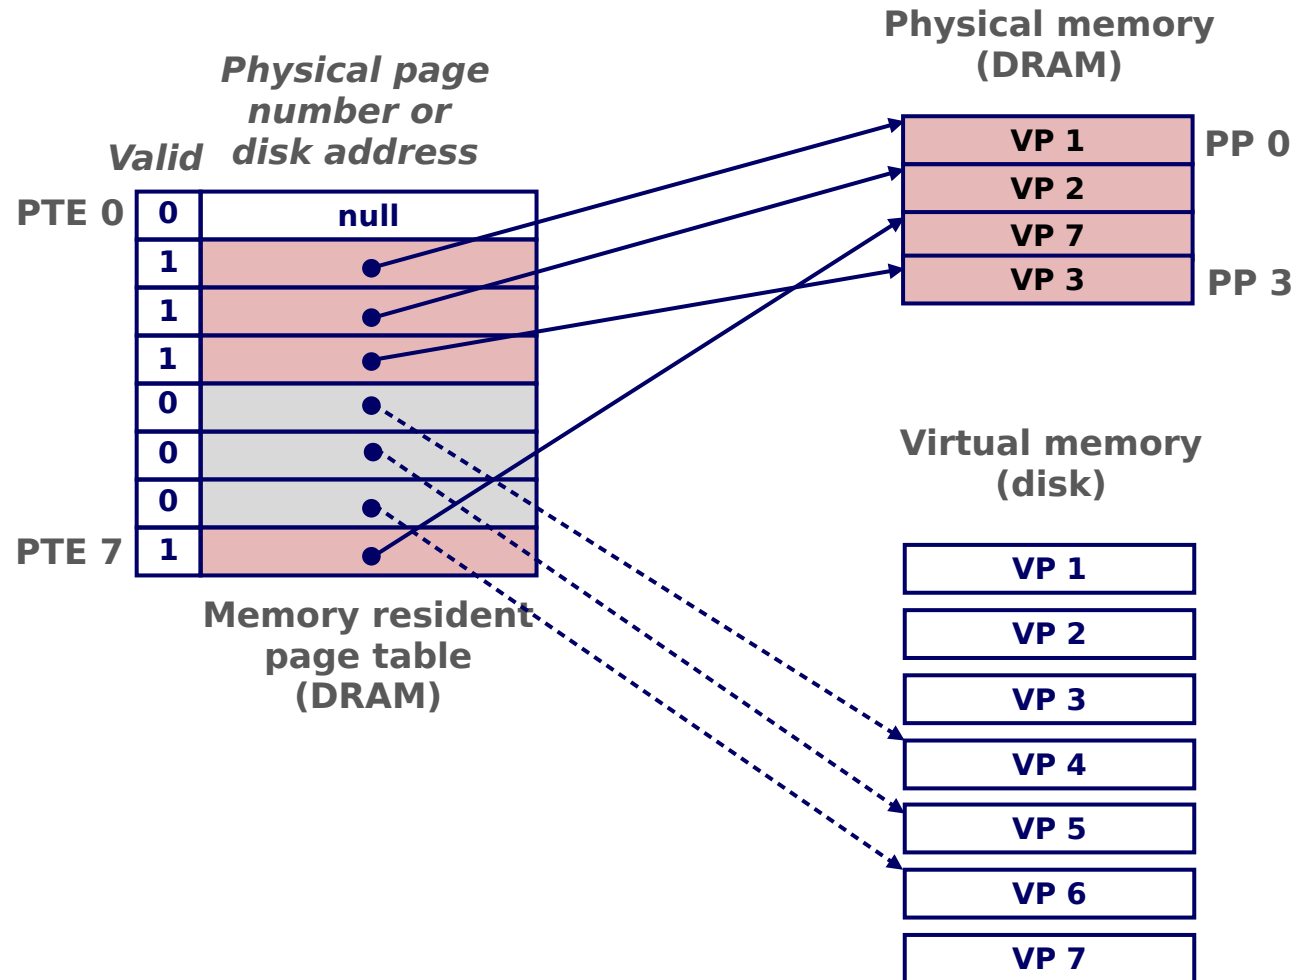 Physical memory
(DRAM)
Physical page
number or
disk address
Valid
PTE 0
0
null
1
1
1
0
0
0
PTE 7
1
Memory resident
page table
(DRAM)
VP 1
PP 0
VP 2
VP 7
VP 3
PP 3
Virtual memory
(disk)
VP 1
VP 2
VP 3
VP 4
VP 5
VP 6
VP 7